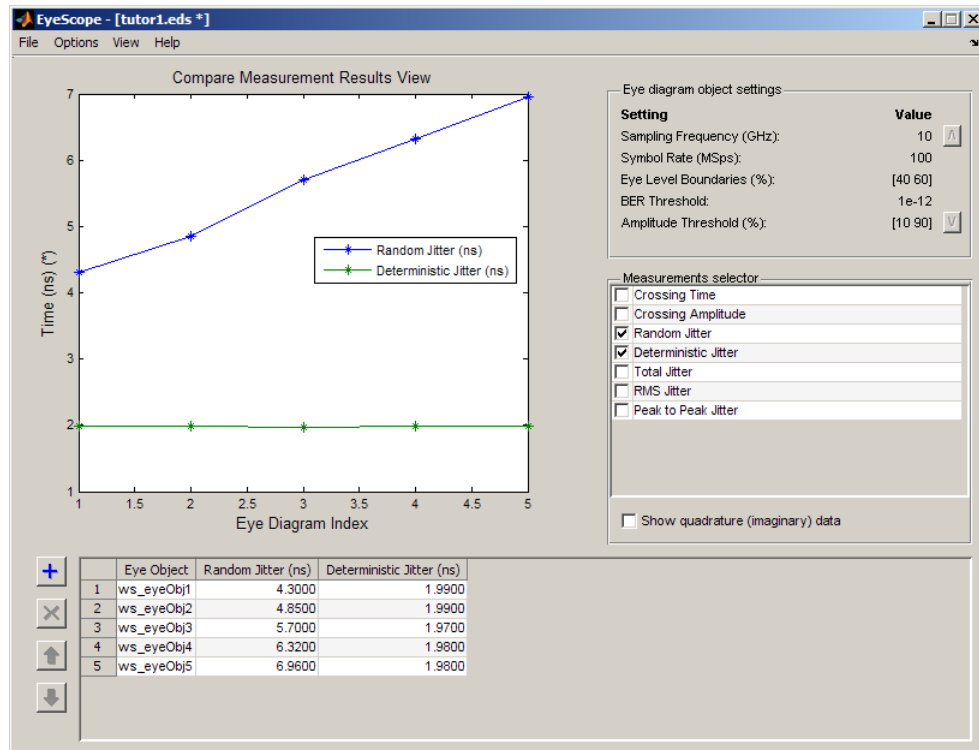 EyeScope - [tutor1.eds *]
File Options View Help
Compare Measurement Results View
7
6
5
4
3
2
1
Time (ns) (*)
Random Jitter (ns)
Deterministic Jitter (ns)
1 1.5 2 2.5 3 3.5 4 4.5 5
Eye Diagram Index
Eye diagram object settings
Setting Value
Sampling Frequency (GHz): 10
Symbol Rate (MSps): 100
Eye Level Boundaries (%): [40 60]
BER Threshold: 1e-12
Amplitude Threshold (%): [10 90]
Λ
V
Measurements selector
Crossing Time
Crossing Amplitude
Random Jitter
Deterministic Jitter
Total Jitter
RMS Jitter
Peak to Peak Jitter
Show quadrature (imaginary) data
Eye Object Random Jitter (ns) Deterministic Jitter (ns)
1 ws_eyeObj1 4.3000 1.9900
2 ws_eyeObj2 4.8500 1.9900
3 ws_eyeObj3 5.7000 1.9700
4 ws_eyeObj4 6.3200 1.9800
5 ws_eyeObj5 6.9600 1.9800